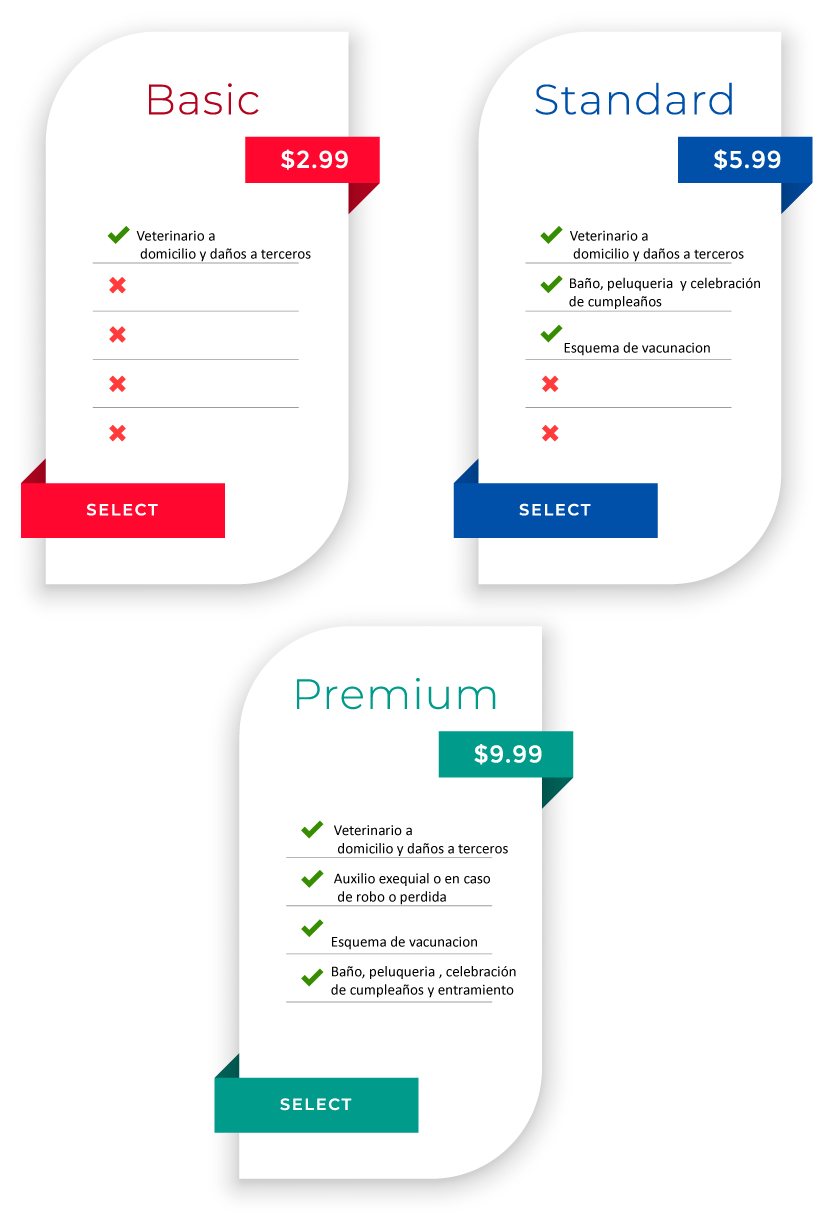 Basic
$2.99
Veterinario a
domicilio y daños a terceros
SELECT
Standard
$5.99
Veterinario a
domicilio y daños a terceros
Baño, peluqueria  y celebración
de cumpleaños
Esquema de vacunacion
SELECT
Premium
$9.99
Veterinario a
domicilio y daños a terceros
Auxilio exequial o en caso
de robo o perdida
Esquema de vacunacion
Baño, peluqueria , celebración
de cumpleaños y entramiento
SELECT